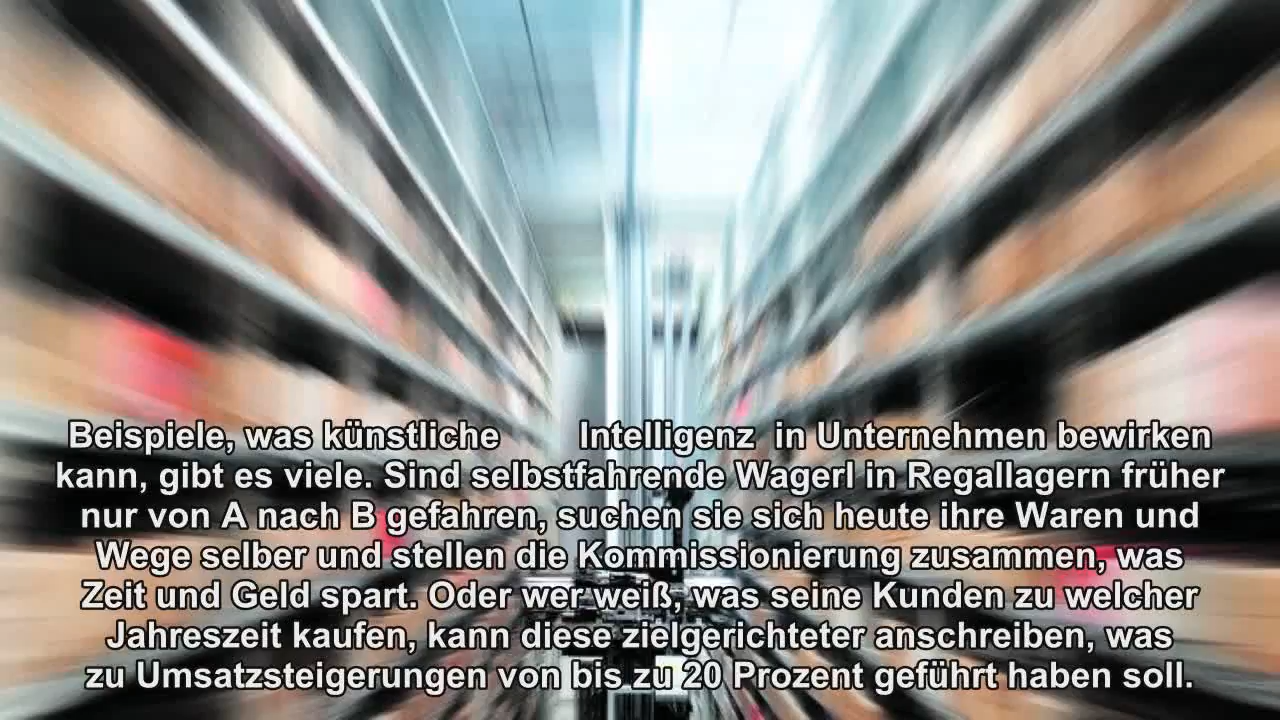 Beispiele, was künstliche Intelligenz in Unternehmen bewirken
kann, gibt es viele. Sind selbstfahrende Wagerl in Regallagern früher
nur von A nach B gefahren, suchen sie sich heute ihre Waren und
Wege selber und stellen die Kommissionierung zusammen, was
Zeit und Geld spart. Oder wer weiß, was seine Kunden zu welcher
Jahreszeit kaufen, kann diese zielgerichteter anschreiben, was
zu Umsatzsteigerungen von bis zu 20 Prozent geführt haben soll.